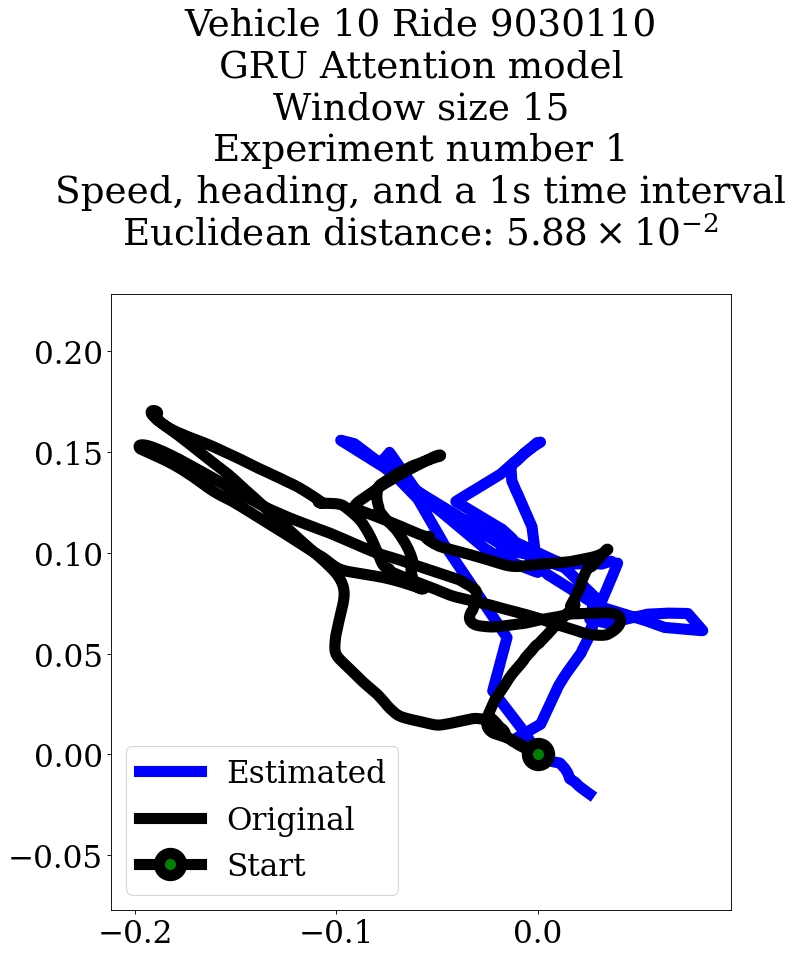 Vehicle 10 Ride 9030110
GRU Attention model
Window size 15
Experiment number 1
Speed, heading, and a 1s time interval
Euclidean distance: 5.88 × 10⁻²
0.20
0.15
0.10
0.05
0.00
−0.05
Estimated
Original
Start
−0.2 −0.1 0.0